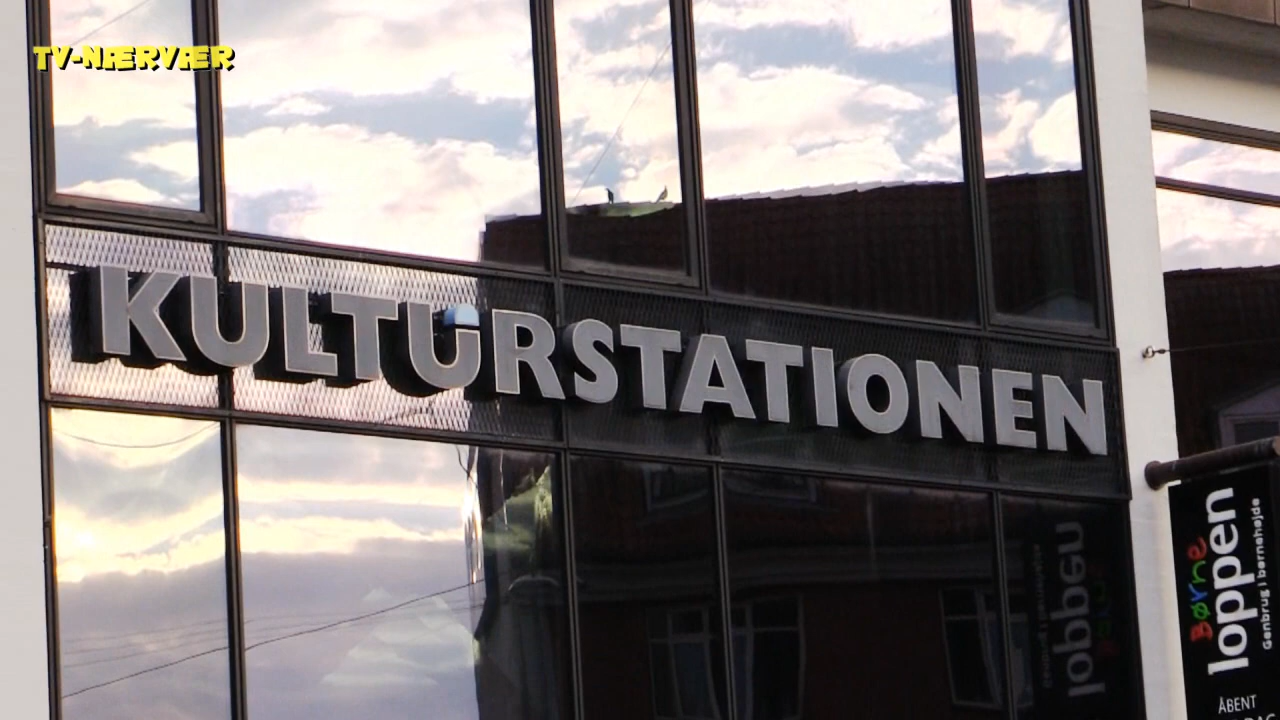 TV-NÆRVÆR
KULTURSTATIONEN
Børne
loppen
Genbrug i børnehøjde
ÅBENT